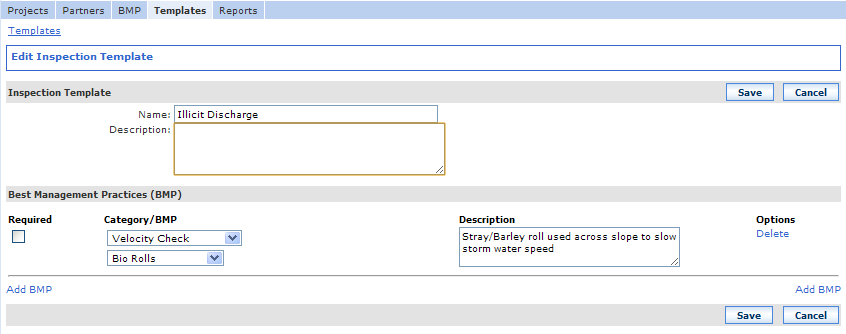 Projects Partners BMP Templates Reports
Templates
Edit Inspection Template
Inspection Template Save Cancel
Name: Illicit Discharge
Description:
Best Management Practices (BMP)
Required Category/BMP Description Options
Velocity Check Stray/Barley roll used across slope to slow Delete
Bio Rolls storm water speed
Add BMP Add BMP
Save Cancel